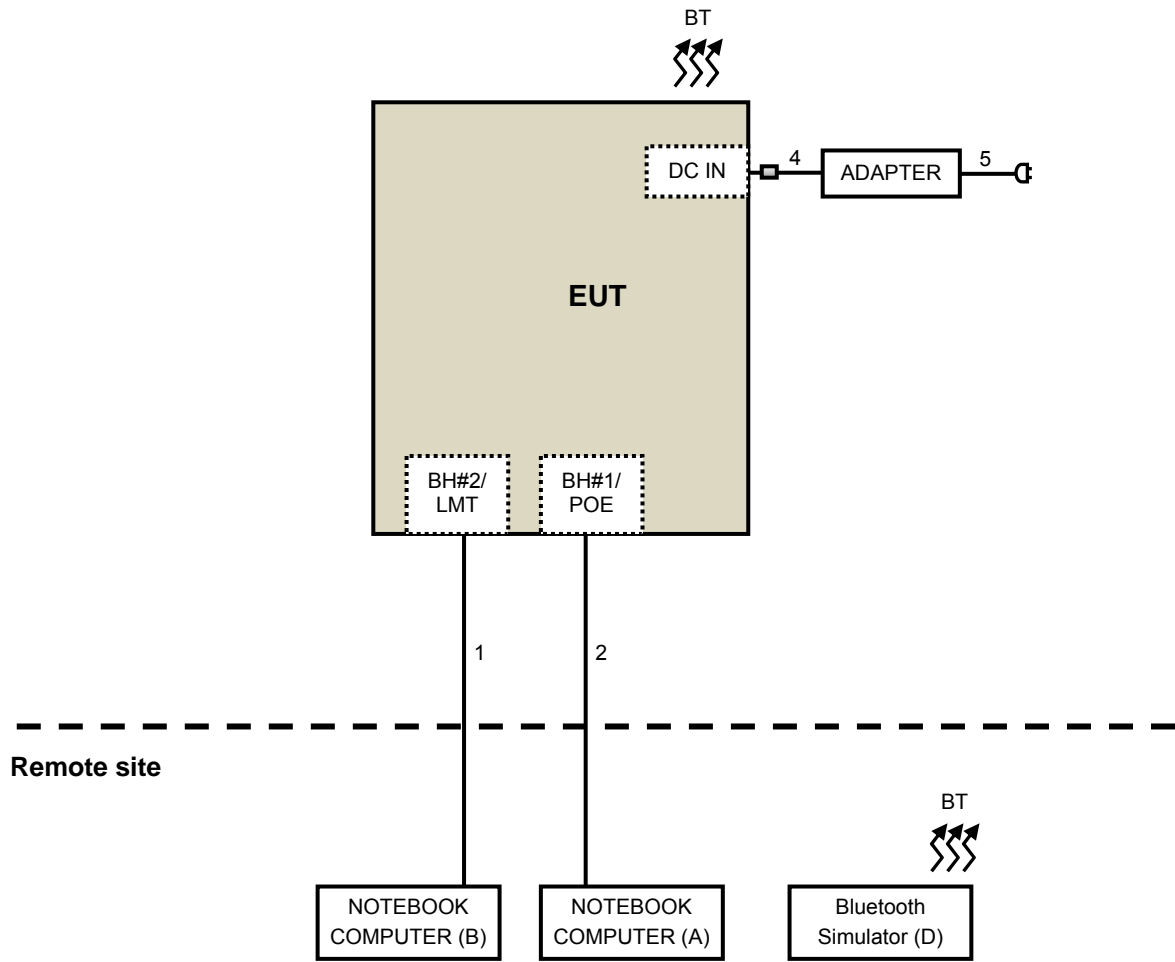 BT
DC IN
4
ADAPTER
5
EUT
BH#2/
LMT
BH#1/
POE
1
2
Remote site
BT
NOTEBOOK
COMPUTER (B)
NOTEBOOK
COMPUTER (A)
Bluetooth
Simulator (D)